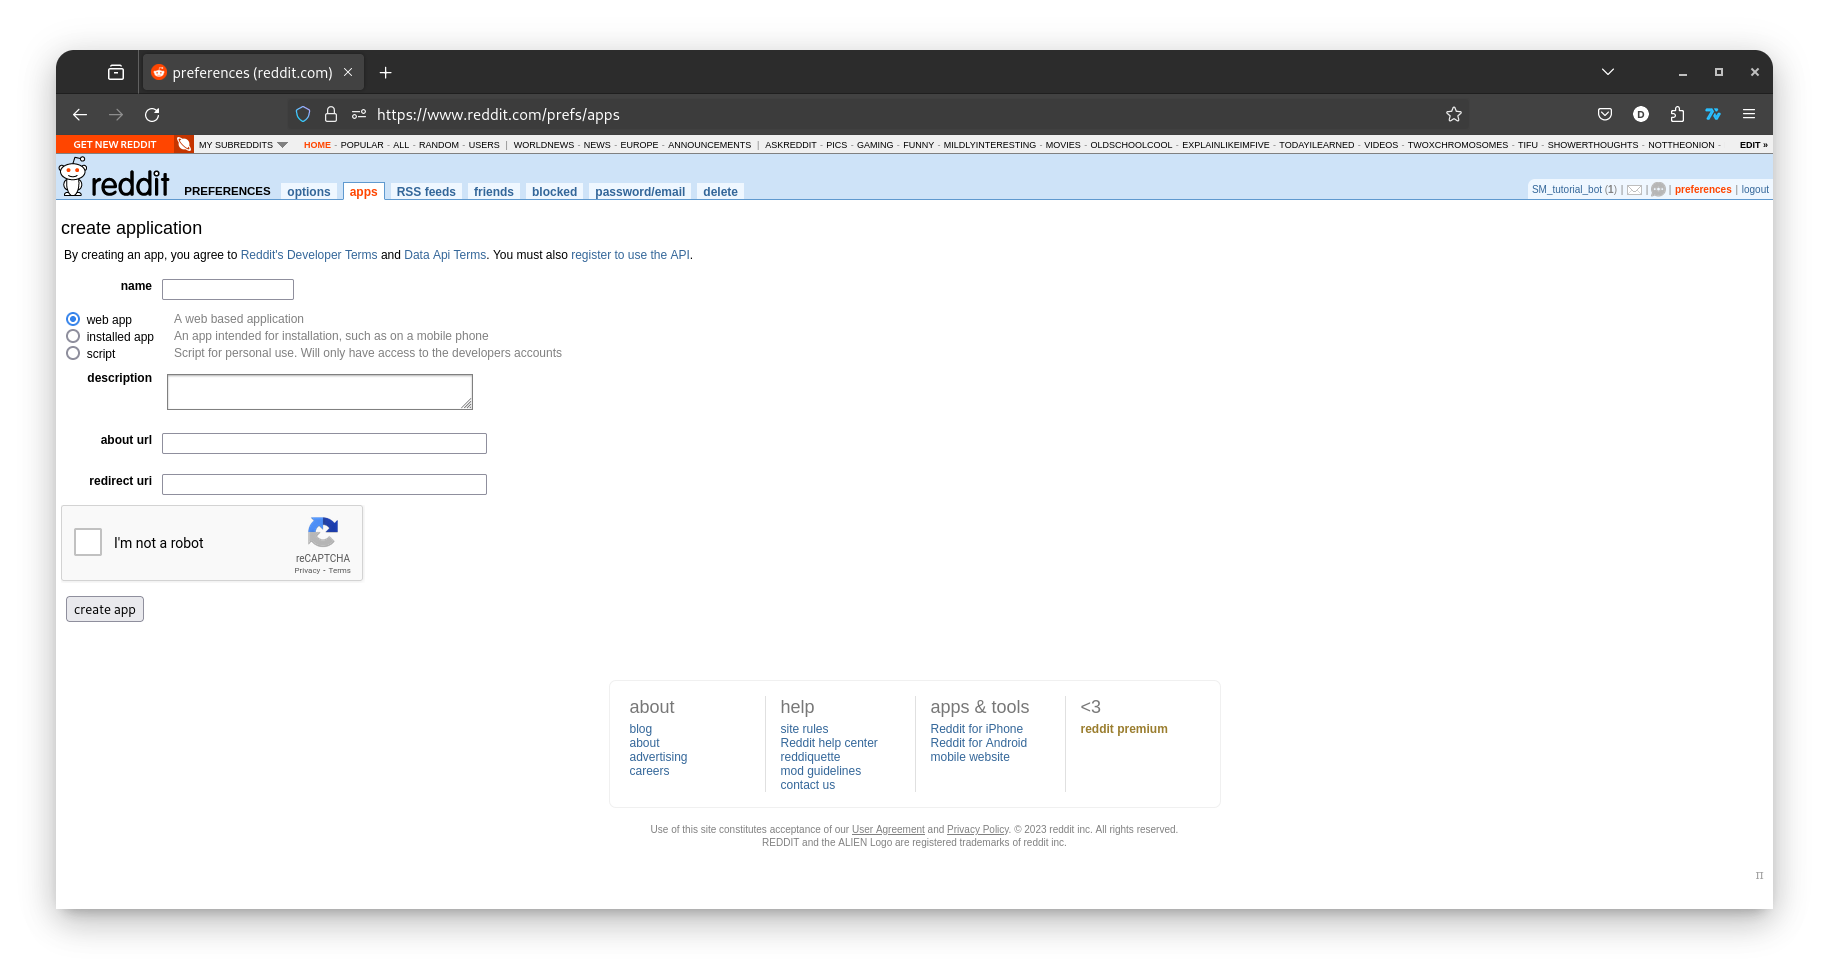 preferences (reddit.com)
https://www.reddit.com/prefs/apps
GET NEW REDDIT MY SUBREDDITS HOME - POPULAR - ALL - RANDOM - USERS | WORLDNEWS - NEWS - EUROPE - ANNOUNCEMENTS | ASKREDDIT - PICS - GAMING - FUNNY - MILDLYINTERESTING - MOVIES - OLDSCHOOLCOOL - EXPLAINLIKEIMFIVE - TODAYILEARNED - VIDEOS - TWOXCHROMOSOMES - TIFU - SHOWERTHOUGHTS - NOTTHEONION - EDIT »
reddit PREFERENCES options apps RSS feeds friends blocked password/email delete SM_tutorial_bot (1) | | | preferences | logout
create application
By creating an app, you agree to Reddit's Developer Terms and Data Api Terms. You must also register to use the API.
name
web app A web based application
installed app An app intended for installation, such as on a mobile phone
script Script for personal use. Will only have access to the developers accounts
description
about url
redirect uri
I'm not a robot
reCAPTCHA
Privacy - Terms
create app
about
blog
about
advertising
careers
help
site rules
Reddit help center
reddiquette
mod guidelines
contact us
apps & tools
Reddit for iPhone
Reddit for Android
mobile website
<3
reddit premium
Use of this site constitutes acceptance of our User Agreement and Privacy Policy. © 2023 reddit inc. All rights reserved.
REDDIT and the ALIEN Logo are registered trademarks of reddit inc.
π